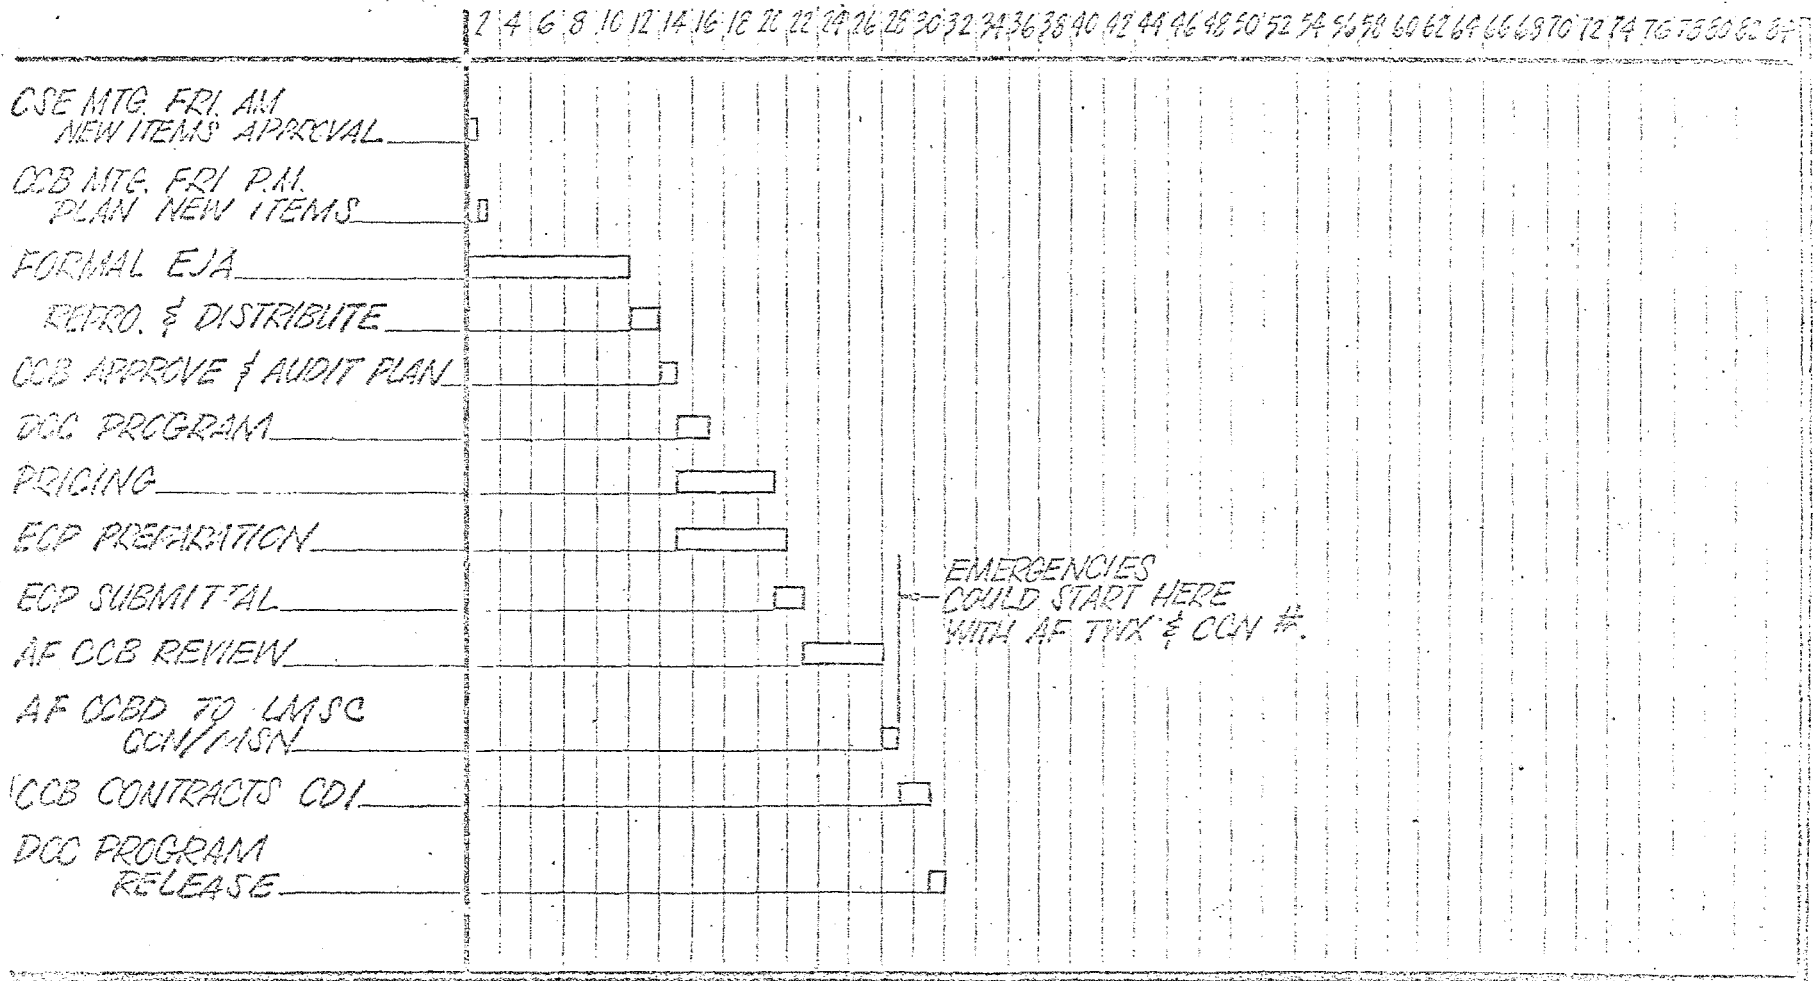 2 4 6 8 10 12 14 16 18 20 22 24 26 28 30 32 34 36 38 40 42 44 46 48 50 52 54 56 58 60 62 64 66 68 70 72 74 76 78 80 82 84
CSE MTG. FRI. AM
NEW ITEMS APPROVAL
CCB MTG. FRI P.M.
PLAN NEW ITEMS
FORMAL EJA
REPRO. & DISTRIBUTE
CCB APPROVE & AUDIT PLAN
DCC PROGRAM
PRICING
ECP PREPARATION
ECP SUBMITTAL
EMERGENCIES
COULD START HERE
WITH AF TWX & CCN #.
AF CCB REVIEW
AF CCBD TO LMSC
CCN/MSN
CCB CONTRACTS CDI
DCC PROGRAM
RELEASE